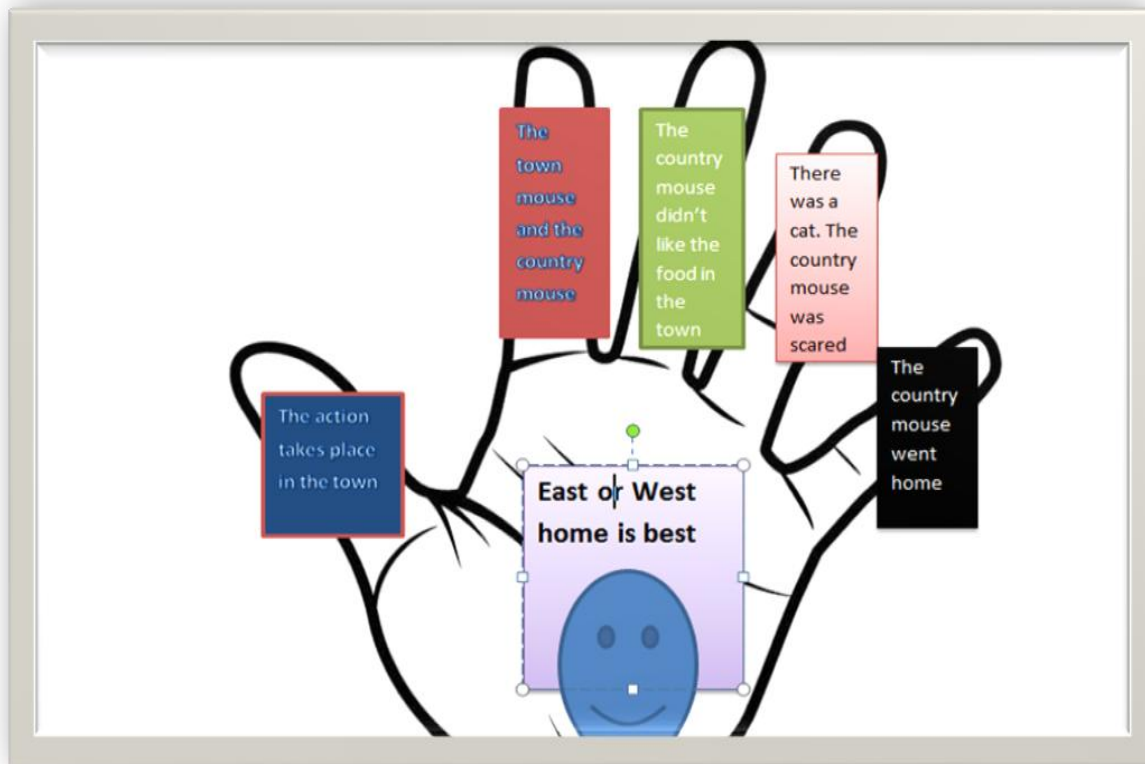 The action
takes place
in the town
The
town
mouse
and the
country
mouse
The
country
mouse
didn't
like the
food in
the
town
There
was a
cat. The
country
mouse
was
scared
The
country
mouse
went
home
East or West
home is best